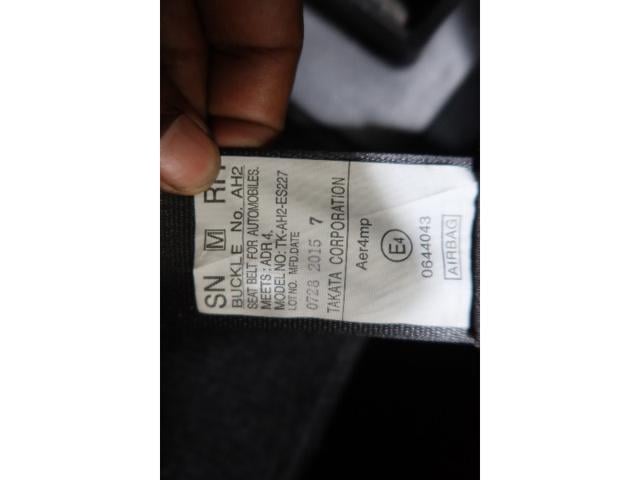 SN M RH
BUCKLE No. AH2
SEAT BELT FOR AUTOMOBILES.
MEETS: ADR 4.
MODEL NO: TK-AH2-ES227
LOT NO. MFD.DATE
0728 2015 7
TAKATA CORPORATION
Aer4mp
E4
0644043
AIRBAG